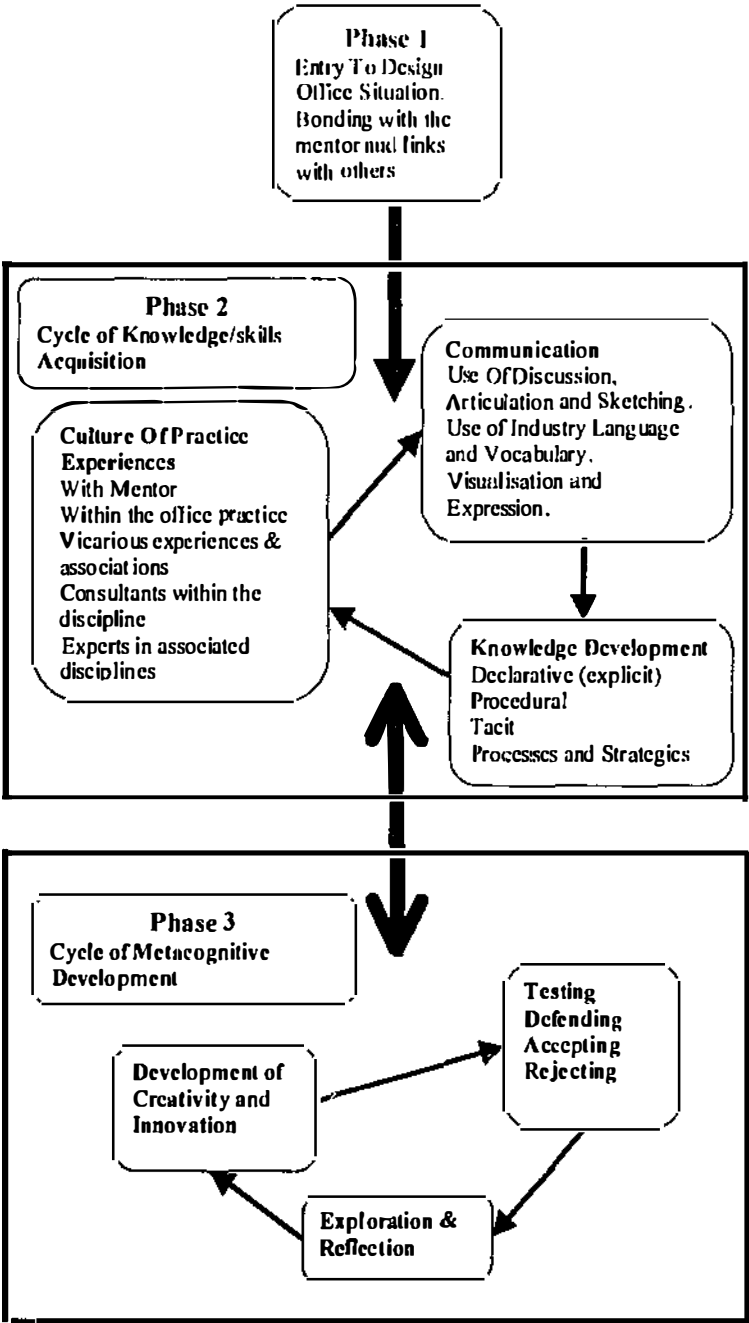 Phase 1
Entry To Design
Office Situation.
Bonding with the
mentor and links
with others
Phase 2
Cycle of Knowledge/skills
Acquisition
Culture Of Practice
Experiences
With Mentor
Within the office practice
Vicarious experiences &
associations
Consultants within the
discipline
Experts in associated
disciplines
Communication
Use Of Discussion,
Articulation and Sketching.
Use of Industry Language
and Vocabulary.
Visualisation and
Expression.
Knowledge Development
Declarative (explicit)
Procedural
Tacit
Processes and Strategies
Phase 3
Cycle of Metacognitive
Development
Testing
Defending
Accepting
Rejecting
Development of
Creativity and
Innovation
Exploration &
Reflection